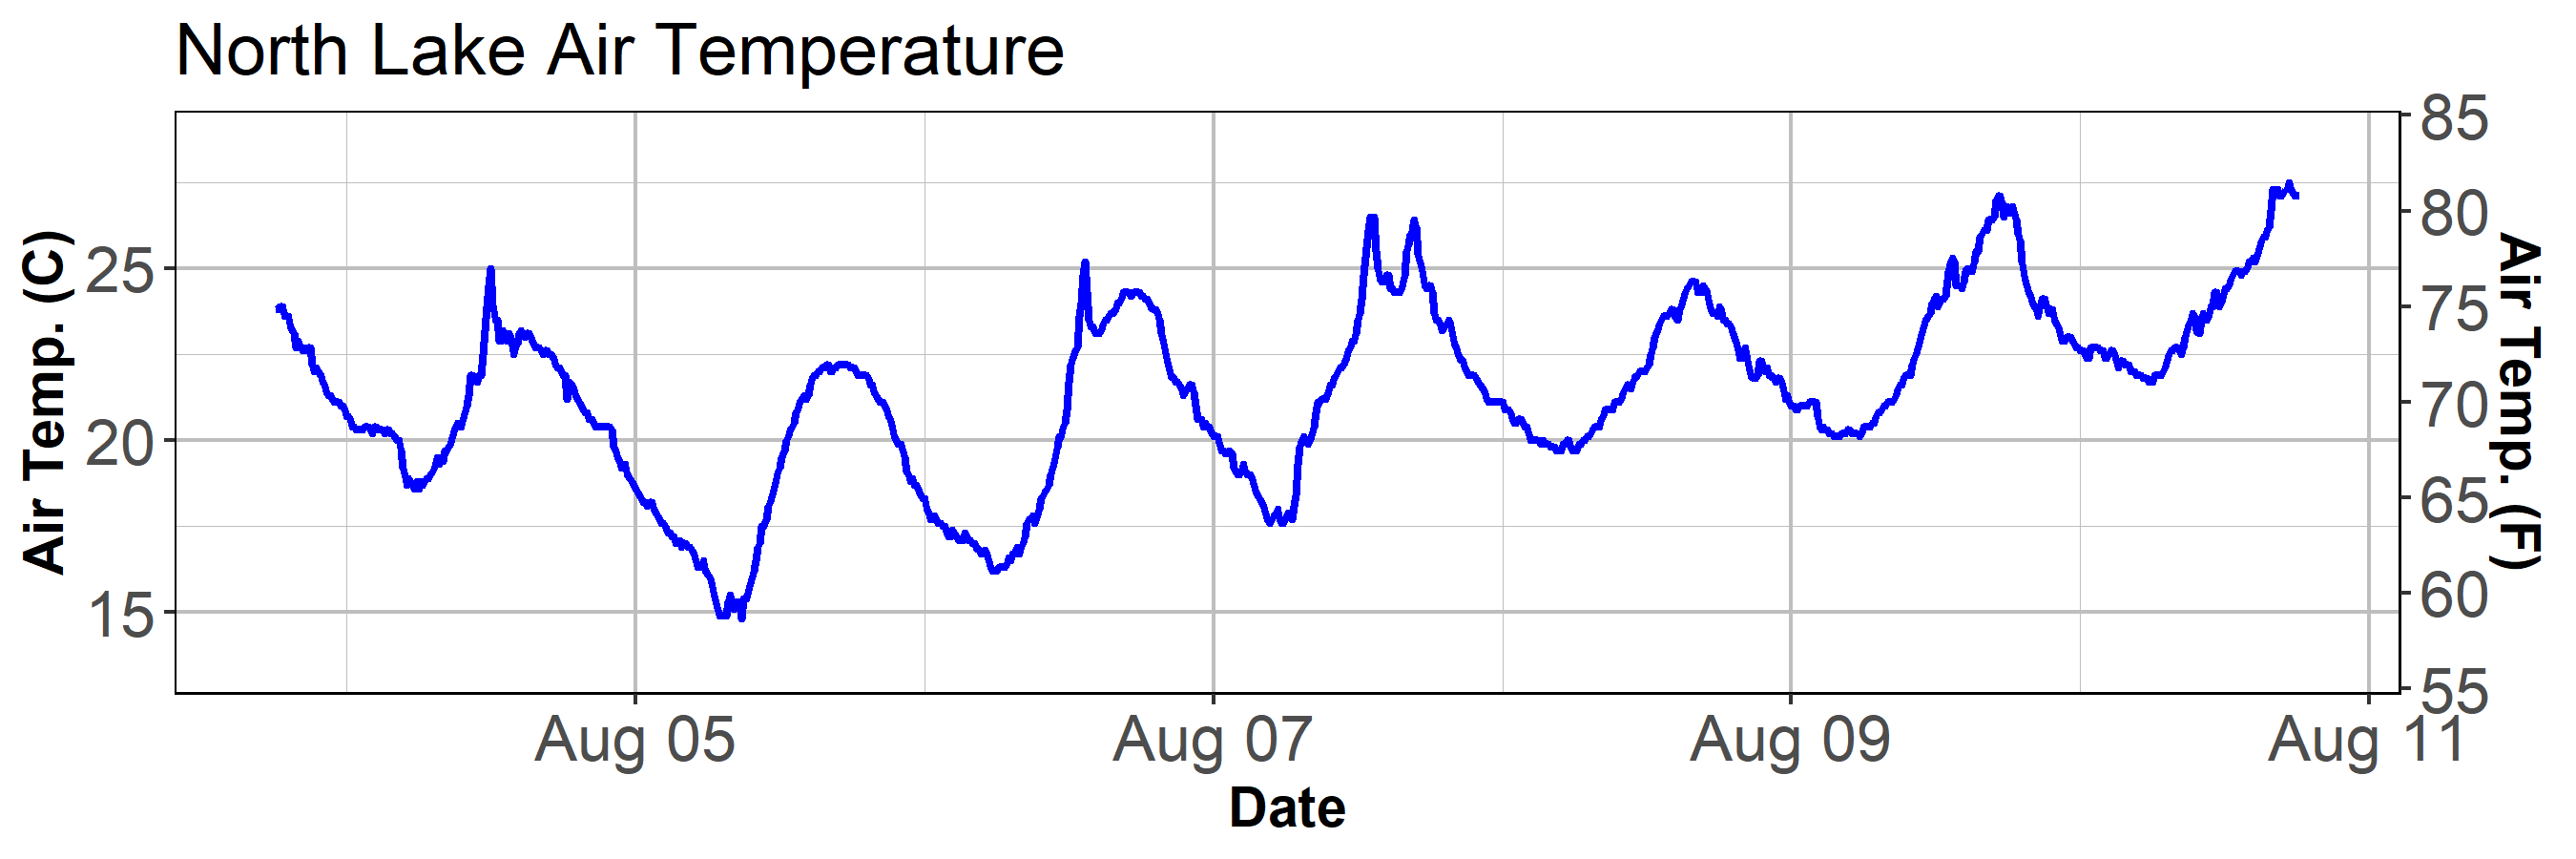 North Lake Air Temperature
Air Temp. (C)
25
20
15
85
80
75
70
65
60
55
Air Temp. (F)
Aug 05 Aug 07 Aug 09 Aug 11
Date